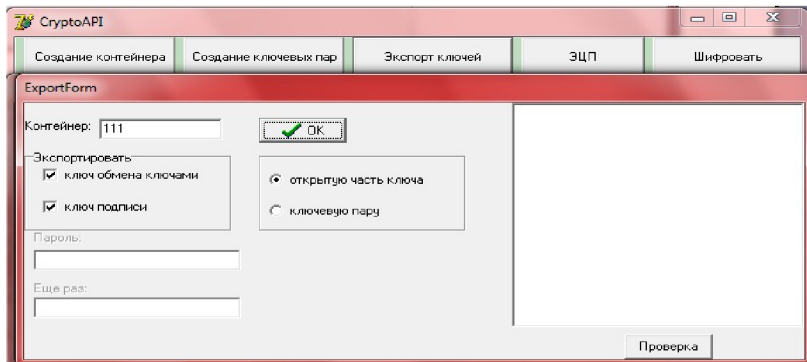 CryptoAPI
Создание контейнера Создание ключевых пар Экспорт ключей ЭЦП Шифровать
ExportForm
Контейнер: 111 OK
Экспортировать
ключ обмена ключами открытую часть ключа
ключ подписи ключевую пару
Пароль:
Еще раз:
Проверка